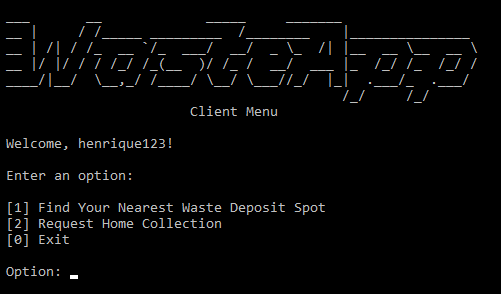 WasteApp
Client Menu
Welcome, henrique123!
Enter an option:
[1] Find Your Nearest Waste Deposit Spot
[2] Request Home Collection
[0] Exit
Option: